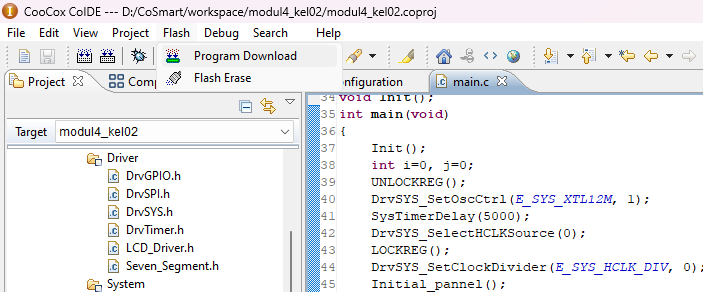 CooCox CoIDE --- D:/CoSmart/workspace/modul4_kel02/modul4_kel02.coproj
File Edit View Project Flash Debug Search Help
Program Download
Flash Erase
Project
Comp
nfiguration
main.c
Target modul4_kel02
Driver
DrvGPIO.h
DrvSPI.h
DrvSYS.h
DrvTimer.h
LCD_Driver.h
Seven_Segment.h
System
34 void Init();
35 int main(void)
36 {
37 Init();
38 int i=0, j=0;
39 UNLOCKREG();
40 DrvSYS_SetOscCtrl(E_SYS_XTL12M, 1);
41 SysTimerDelay(5000);
42 DrvSYS_SelectHCLKSource(0);
43 LOCKREG();
44 DrvSYS_SetClockDivider(E_SYS_HCLK_DIV, 0);
45 Initial_pannel();